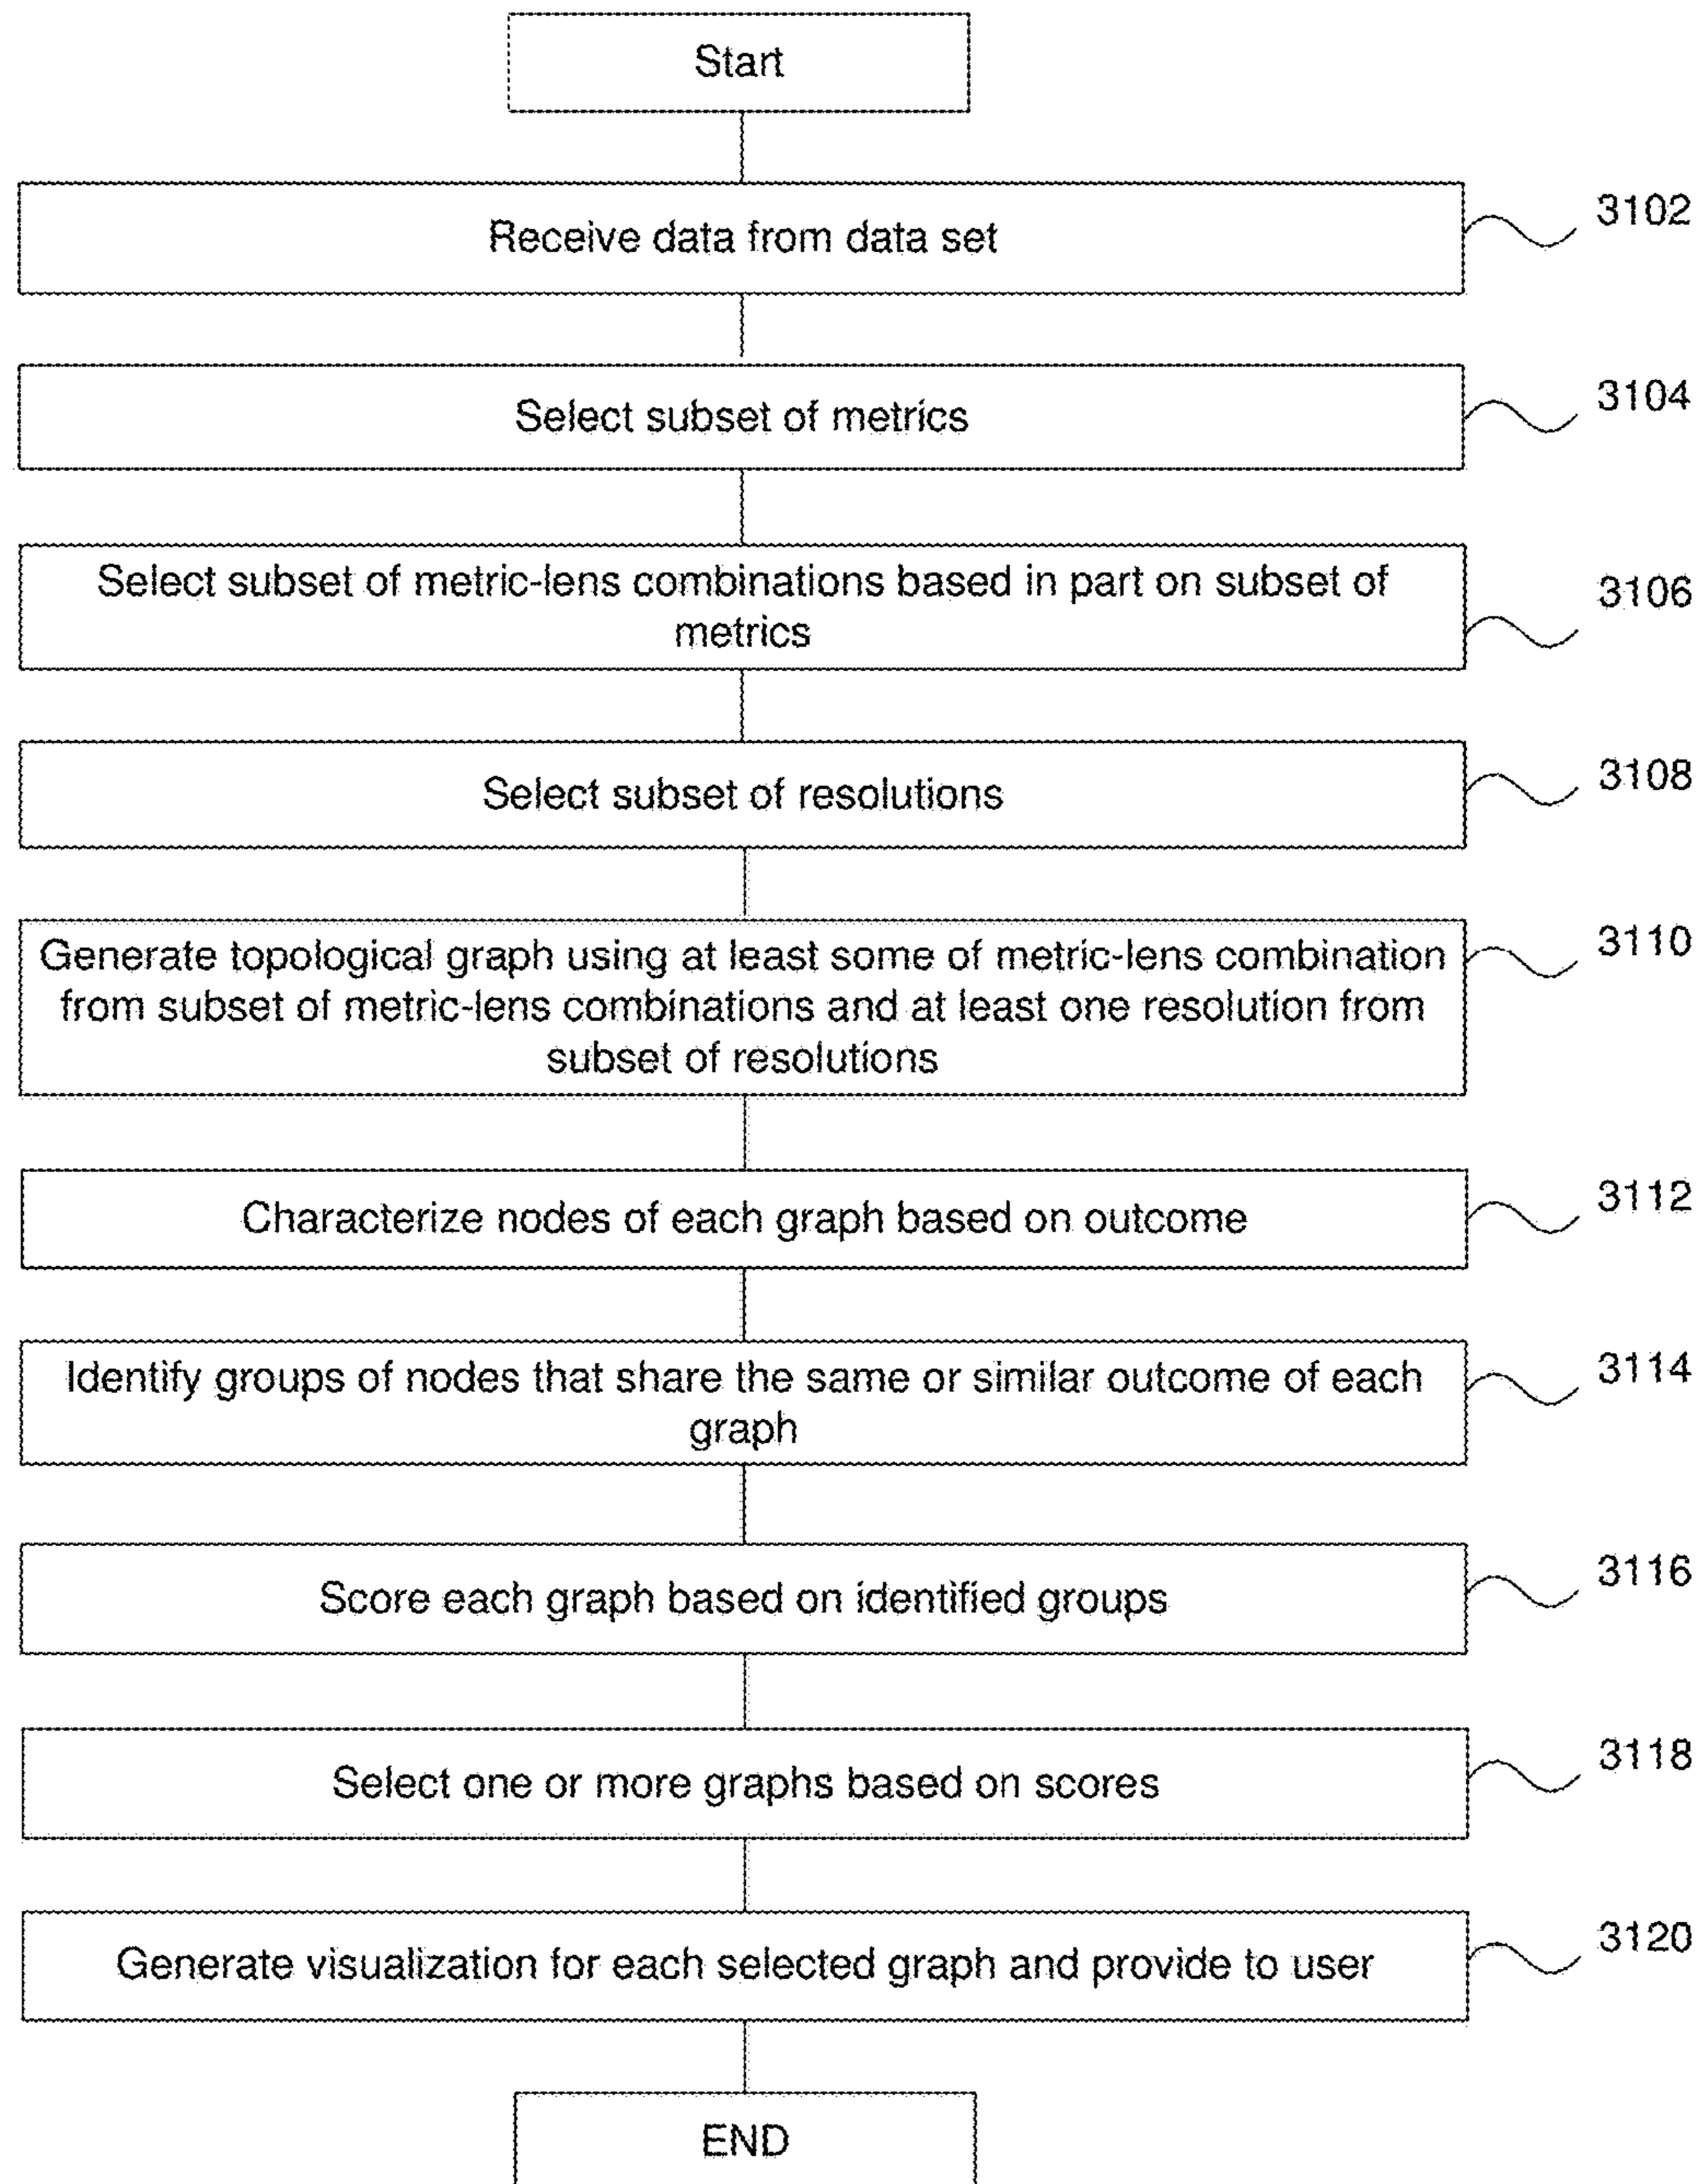 Start
Receive data from data set
3102
Select subset of metrics
3104
Select subset of metric-lens combinations based in part on subset of
metrics
3106
Select subset of resolutions
3108
Generate topological graph using at least some of metric-lens combination
from subset of metric-lens combinations and at least one resolution from
subset of resolutions
3110
Characterize nodes of each graph based on outcome
3112
Identify groups of nodes that share the same or similar outcome of each
graph
3114
Score each graph based on identified groups
3116
Select one or more graphs based on scores
3118
Generate visualization for each selected graph and provide to user
3120
END